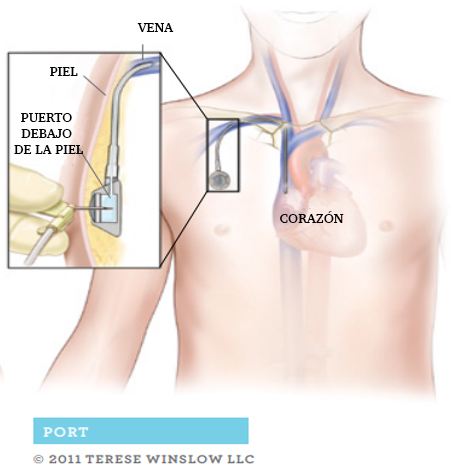 VENA
PIEL
PUERTO
DEBAJO
DE LA PIEL
CORAZÓN
PORT
© 2011 TERESE WINSLOW LLC